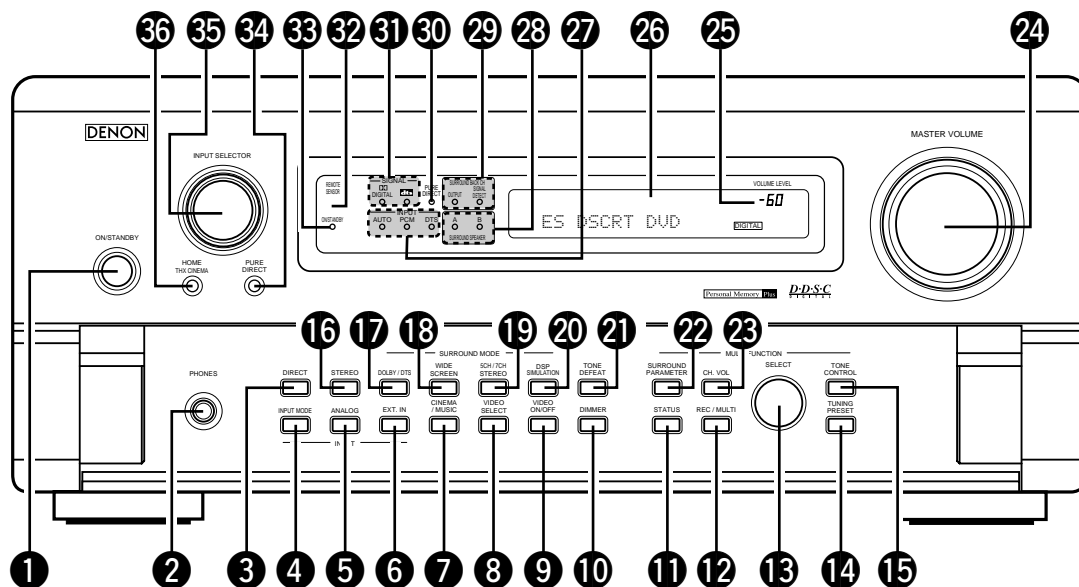 36 35 34 33 32 31 30 29 28 27 26 25 24
DENON
INPUT SELECTOR
ON/STANDBY
HOME
THX CINEMA
PURE
DIRECT
REMOTE
SENSOR
ON/STANDBY
SIGNAL
DIGITAL
dts
PURE
DIRECT
INPUT
AUTO PCM DTS
SURROUND BACK CH
SIGNAL
OUTPUT DETECT
A B
SURROUND SPEAKER
ES DSCRT DVD
VOLUME LEVEL
-60
DIGITAL
MASTER VOLUME
Personal Memory Plus
D·D·S·C
DIGITAL
16 17 18 19 20 21 22 23
SURROUND MODE
PHONES
DIRECT
STEREO
DOLBY / DTS
WIDE
SCREEN
5CH / 7CH
STEREO
DSP
SIMULATION
TONE
DEFEAT
SURROUND
PARAMETER
CH. VOL
SELECT
TONE
CONTROL
INPUT MODE
ANALOG
EXT. IN
CINEMA
/ MUSIC
VIDEO
SELECT
VIDEO
ON/OFF
DIMMER
STATUS
REC / MULTI
TUNING
PRESET
1 2 3 4 5 6 7 8 9 10 11 12 13 14 15